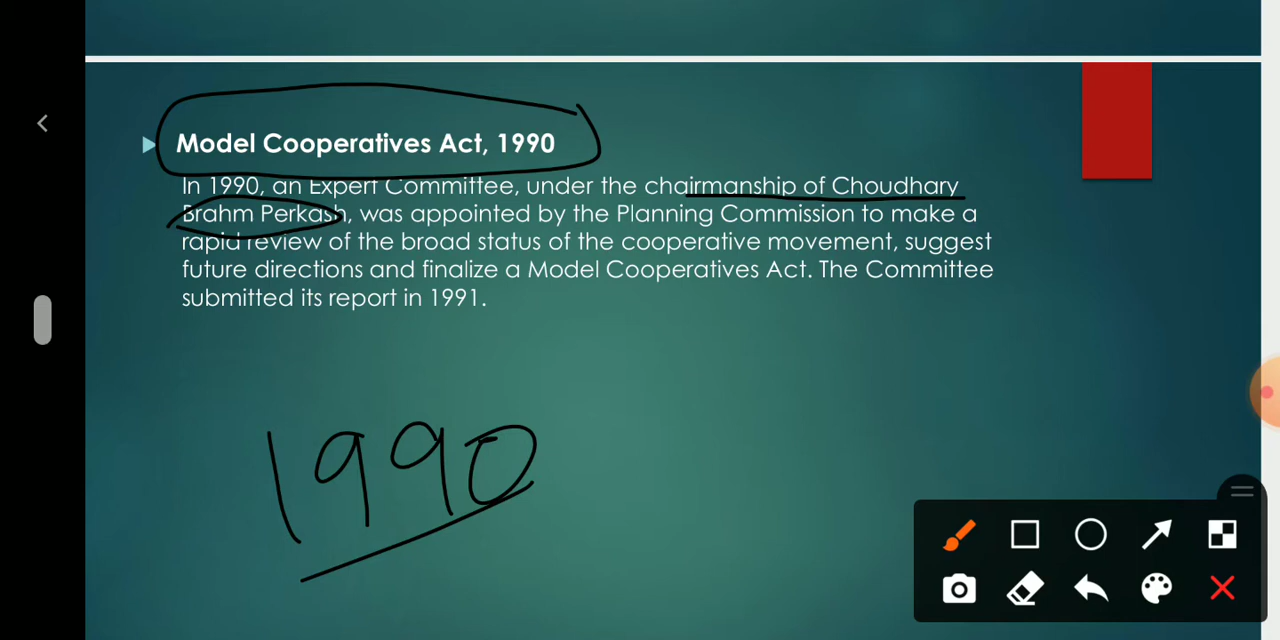 Model Cooperatives Act, 1990
In 1990, an Expert Committee, under the chairmanship of Choudhary
Brahm Perkash, was appointed by the Planning Commission to make a
rapid review of the broad status of the cooperative movement, suggest
future directions and finalize a Model Cooperatives Act. The Committee
submitted its report in 1991.
1990